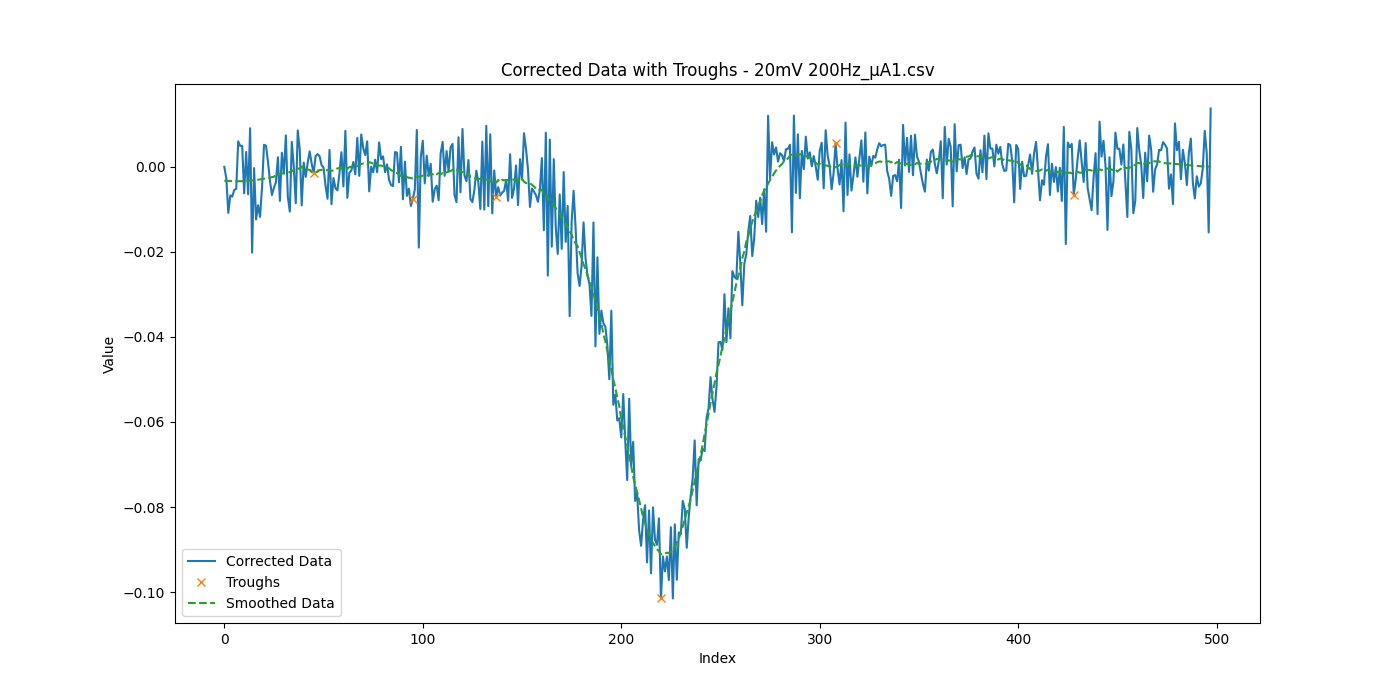 Corrected Data with Troughs - 20mV 200Hz_µA1.csv
0.00
−0.02
−0.04
−0.06
−0.08
−0.10
Value
Corrected Data
Troughs
Smoothed Data
0 100 200 300 400 500
Index